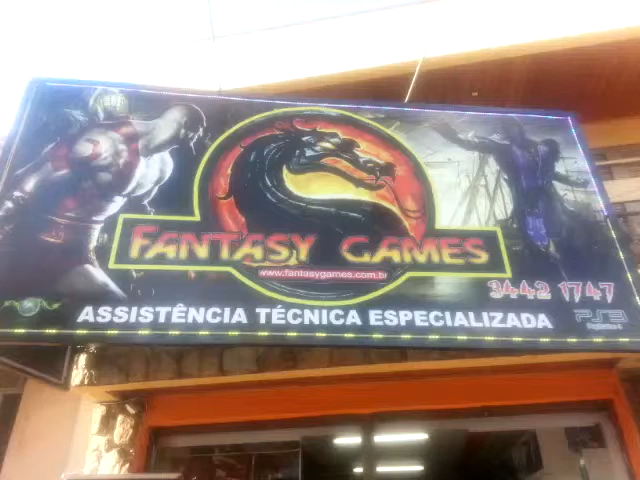 FANTASY GAMES
www.fantasygames.com.br
3442 1747
ASSISTÊNCIA TÉCNICA ESPECIALIZADA
PS3